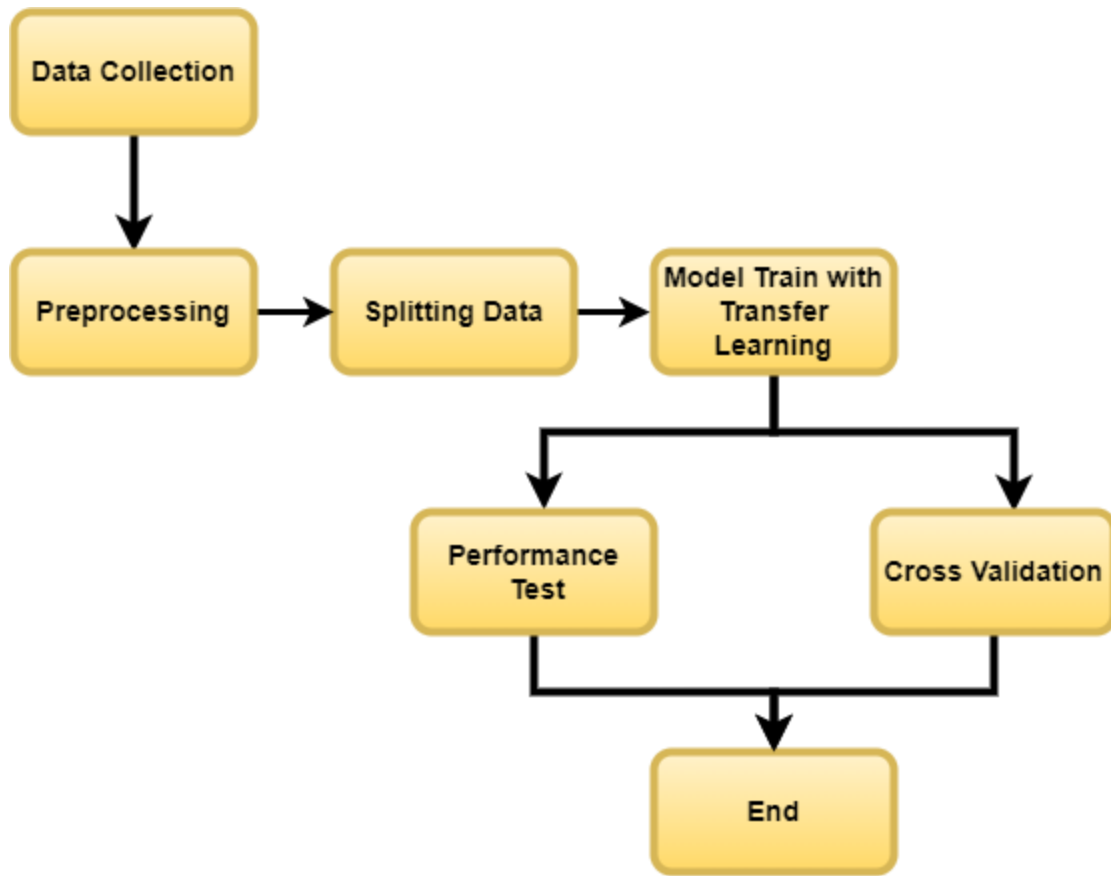 Data Collection
Preprocessing
Splitting Data
Model Train with
Transfer
Learning
Performance
Test
Cross Validation
End